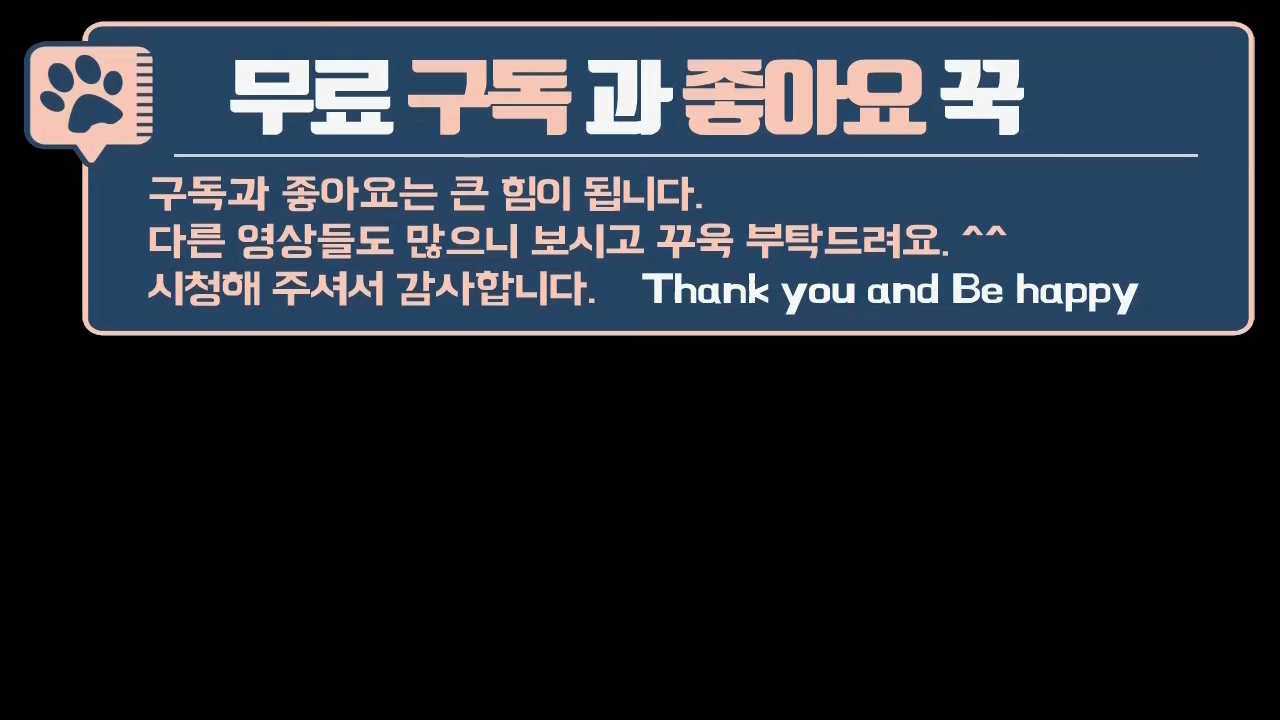 무료 구독과 좋아요 꾹
구독과 좋아요는 큰 힘이 됩니다.
다른 영상들도 많으니 보시고 꾸욱 부탁드려요. ^^
시청해 주셔서 감사합니다. Thank you and Be happy